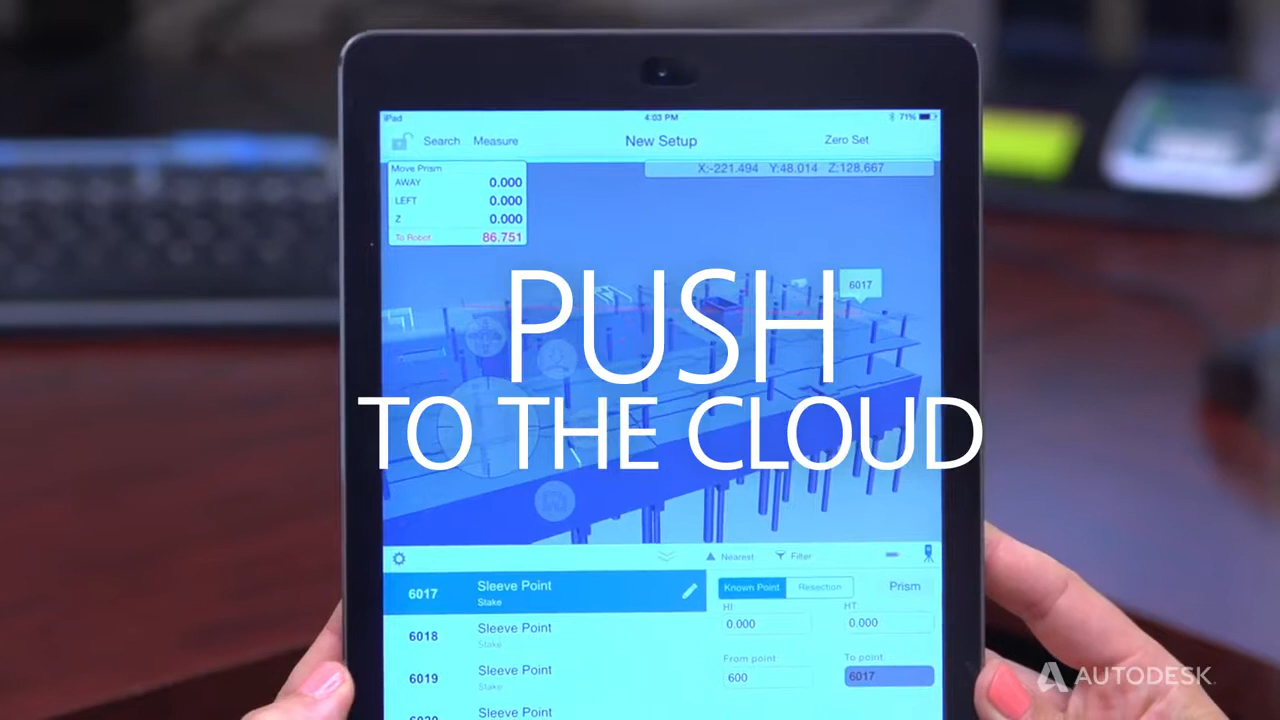 iPad 4:03 PM 71%
Search Measure New Setup Zero Set
Move Prism
AWAY 0.000
LEFT 0.000
Z 0.000
To Robot 86.751
X:-221.494 Y:48.014 Z:128.667
6017
PUSH
TO THE CLOUD
Nearest Filter
6017 Sleeve Point
Stake
6018 Sleeve Point
Stake
6019 Sleeve Point
Stake
6020 Sleeve Point
Known Point Resection Prism
HI HT
0.000 0.000
From point To point
600 6017
AUTODESK